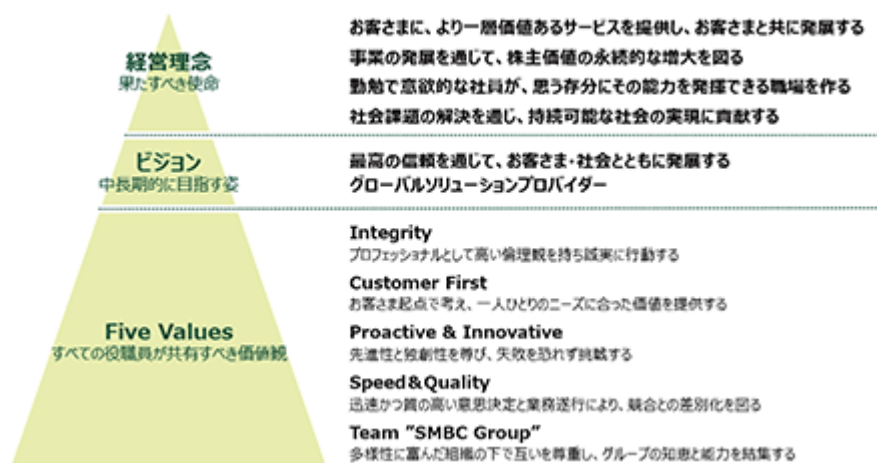 経営理念
果たすべき使命
お客さまに、より一層価値あるサービスを提供し、お客さまと共に発展する
事業の発展を通じて、株主価値の永続的な増大を図る
勤勉で意欲的な社員が、思う存分にその能力を発揮できる職場を作る
社会課題の解決を通じ、持続可能な社会の実現に貢献する
ビジョン
中長期的に目指す姿
最高の信頼を通じて、お客さま・社会とともに発展する
グローバルソリューションプロバイダー
Five Values
すべての役職員が共有すべき価値観
Integrity
プロフェッショナルとして高い倫理観を持ち誠実に行動する
Customer First
お客さま起点で考え、一人ひとりのニーズに合った価値を提供する
Proactive & Innovative
先進性と独創性を尊び、失敗を恐れず挑戦する
Speed&Quality
迅速かつ質の高い意思決定と業務遂行により、競合との差別化を図る
Team "SMBC Group"
多様性に富んだ組織の下で互いを尊重し、グループの知恵と能力を結集する